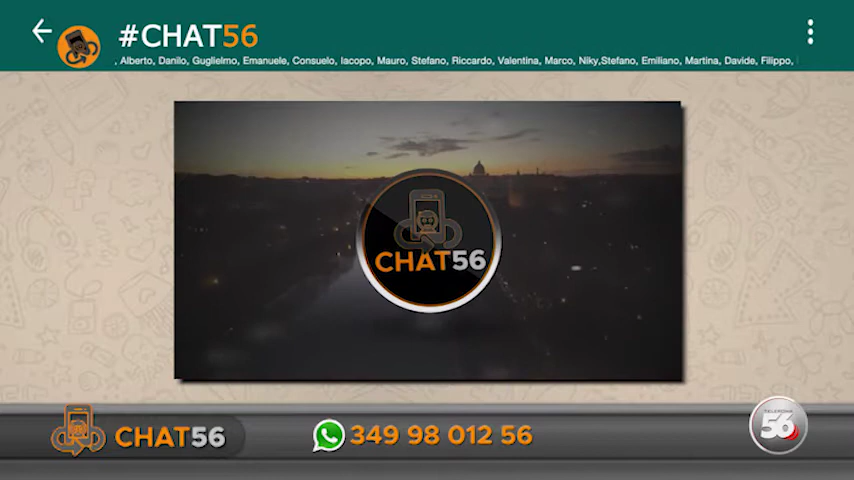 #CHAT56
, Alberto, Danilo, Guglielmo, Emanuele, Consuelo, Iacopo, Mauro, Stefano, Riccardo, Valentina, Marco, Niky,Stefano, Emiliano, Martina, Davide, Filippo,
CHAT56
CHAT56
349 98 012 56
TELEROMA
56